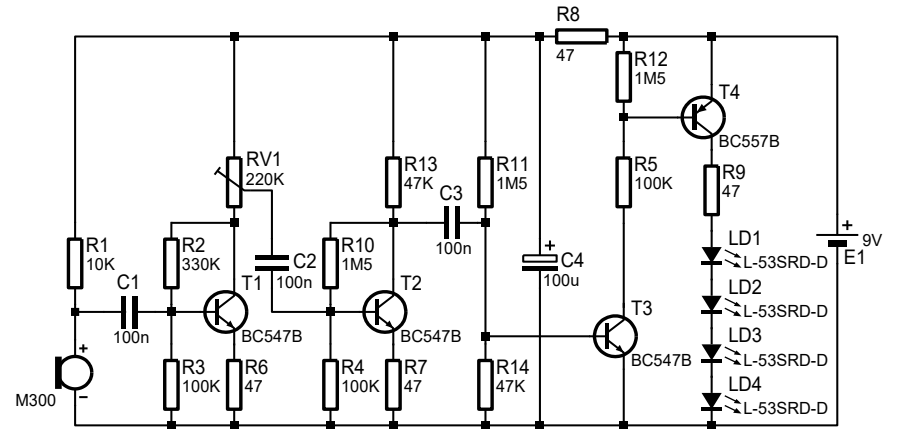 R8
47
R12
1M5
T4
BC557B
RV1
220K
R13
47K
C3
100n
R11
1M5
R5
100K
R9
47
R1
10K
R2
330K
C1
100n
T1
BC547B
C2
100n
R10
1M5
T2
BC547B
+
C4
100u
T3
BC547B
LD1
L-53SRD-D
LD2
L-53SRD-D
LD3
L-53SRD-D
LD4
L-53SRD-D
+
9V
E1
+
M300
−
R3
100K
R6
47
R4
100K
R7
47
R14
47K